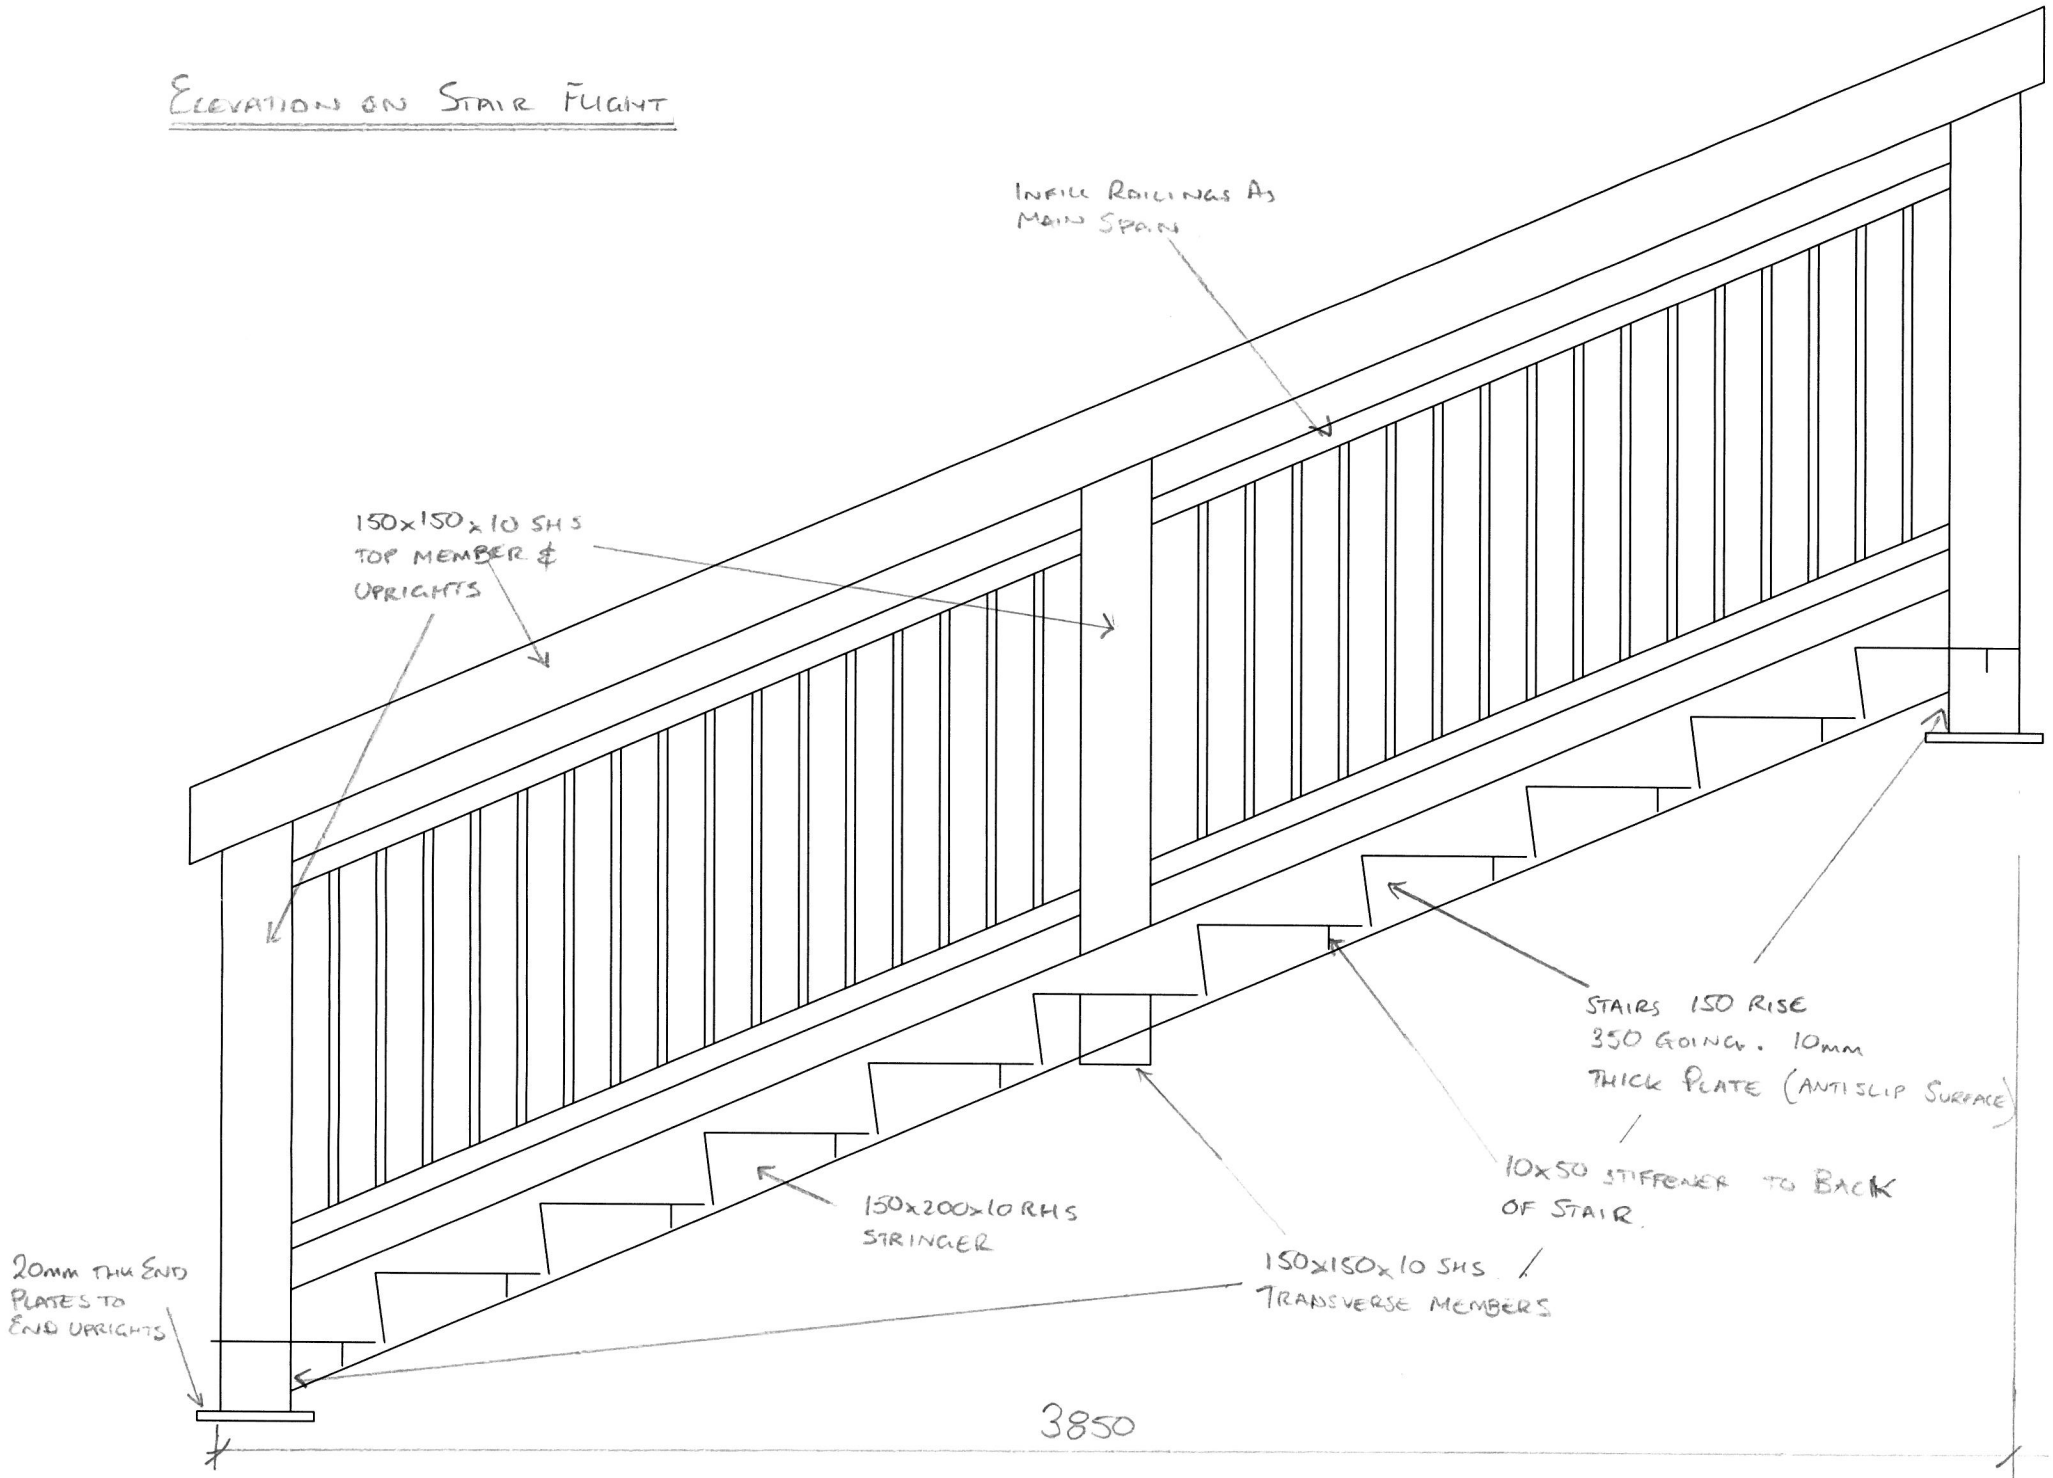 ELEVATION ON STAIR FLIGHT
INFILL RAILINGS AS
MAIN SPAN
150x150x10 SHS
TOP MEMBER &
UPRIGHTS
STAIRS 150 RISE
350 GOING. 10mm
THICK PLATE (ANTISLIP SURFACE)
10x50 STIFFENER TO BACK
OF STAIR.
150x200x10 RHS
STRINGER
150x150x10 SHS
TRANSVERSE MEMBERS
20mm THK END
PLATES TO
END UPRIGHTS
3850